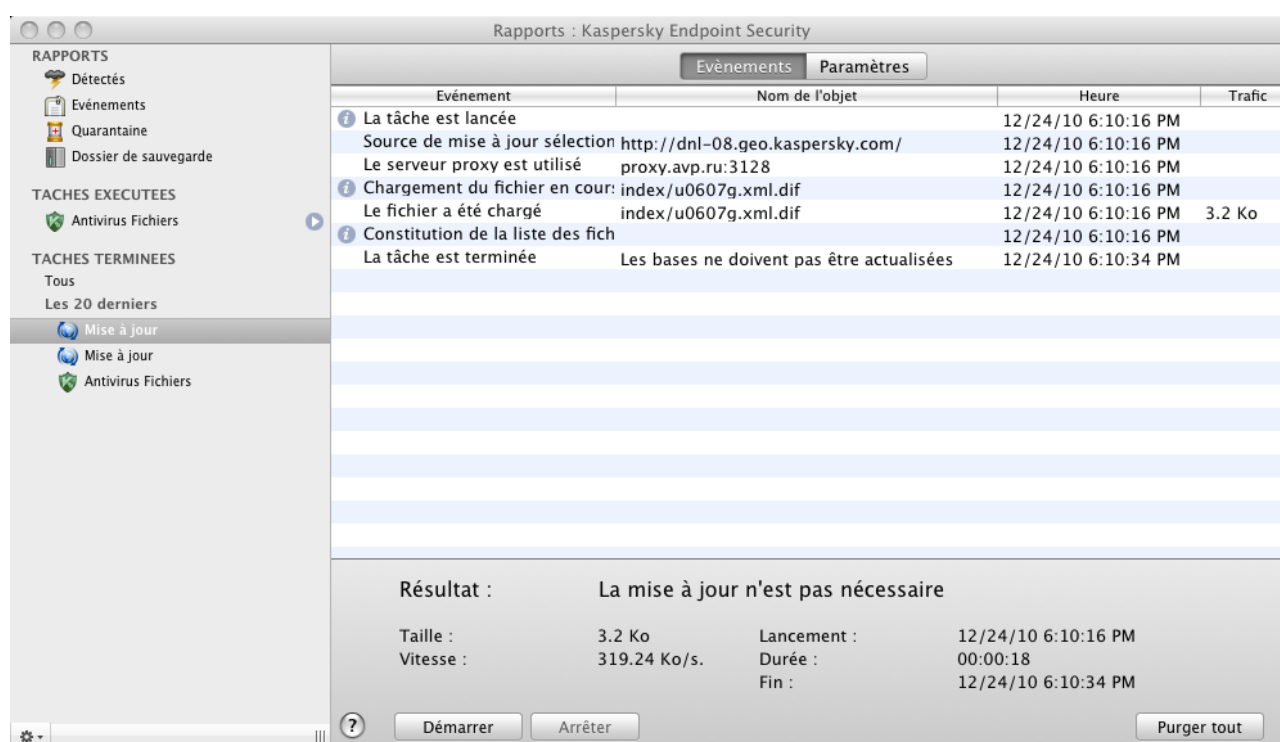 Rapports : Kaspersky Endpoint Security
RAPPORTS
Détectés
Evénements
Quarantaine
Dossier de sauvegarde
TACHES EXECUTEES
Antivirus Fichiers
TACHES TERMINEES
Tous
Les 20 derniers
Mise à jour
Mise à jour
Antivirus Fichiers
Evènements Paramètres
Evénement Nom de l'objet Heure Trafic
La tâche est lancée 12/24/10 6:10:16 PM
Source de mise à jour sélection http://dnl-08.geo.kaspersky.com/ 12/24/10 6:10:16 PM
Le serveur proxy est utilisé proxy.avp.ru:3128 12/24/10 6:10:16 PM
Chargement du fichier en cour index/u0607g.xml.dif 12/24/10 6:10:16 PM
Le fichier a été chargé index/u0607g.xml.dif 12/24/10 6:10:16 PM 3.2 Ko
Constitution de la liste des fich 12/24/10 6:10:16 PM
La tâche est terminée Les bases ne doivent pas être actualisées 12/24/10 6:10:34 PM
Résultat : La mise à jour n'est pas nécessaire
Taille : 3.2 Ko Lancement : 12/24/10 6:10:16 PM
Vitesse : 319.24 Ko/s. Durée : 00:00:18
Fin : 12/24/10 6:10:34 PM
? Démarrer Arrêter Purger tout